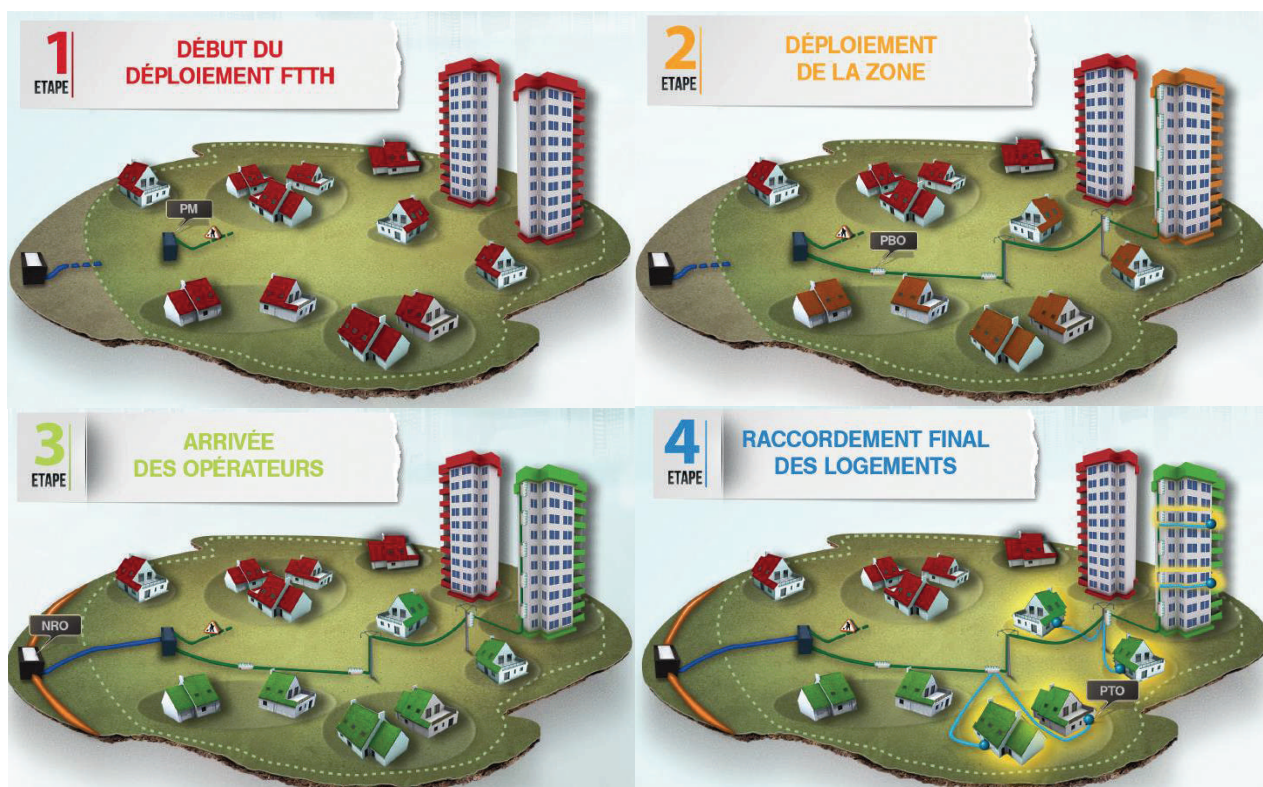 1
ETAPE
DÉBUT DU
DÉPLOIEMENT FTTH
PM
2
ETAPE
DÉPLOIEMENT
DE LA ZONE
PBO
3
ETAPE
ARRIVÉE
DES OPÉRATEURS
NRO
4
ETAPE
RACCORDEMENT FINAL
DES LOGEMENTS
PTO